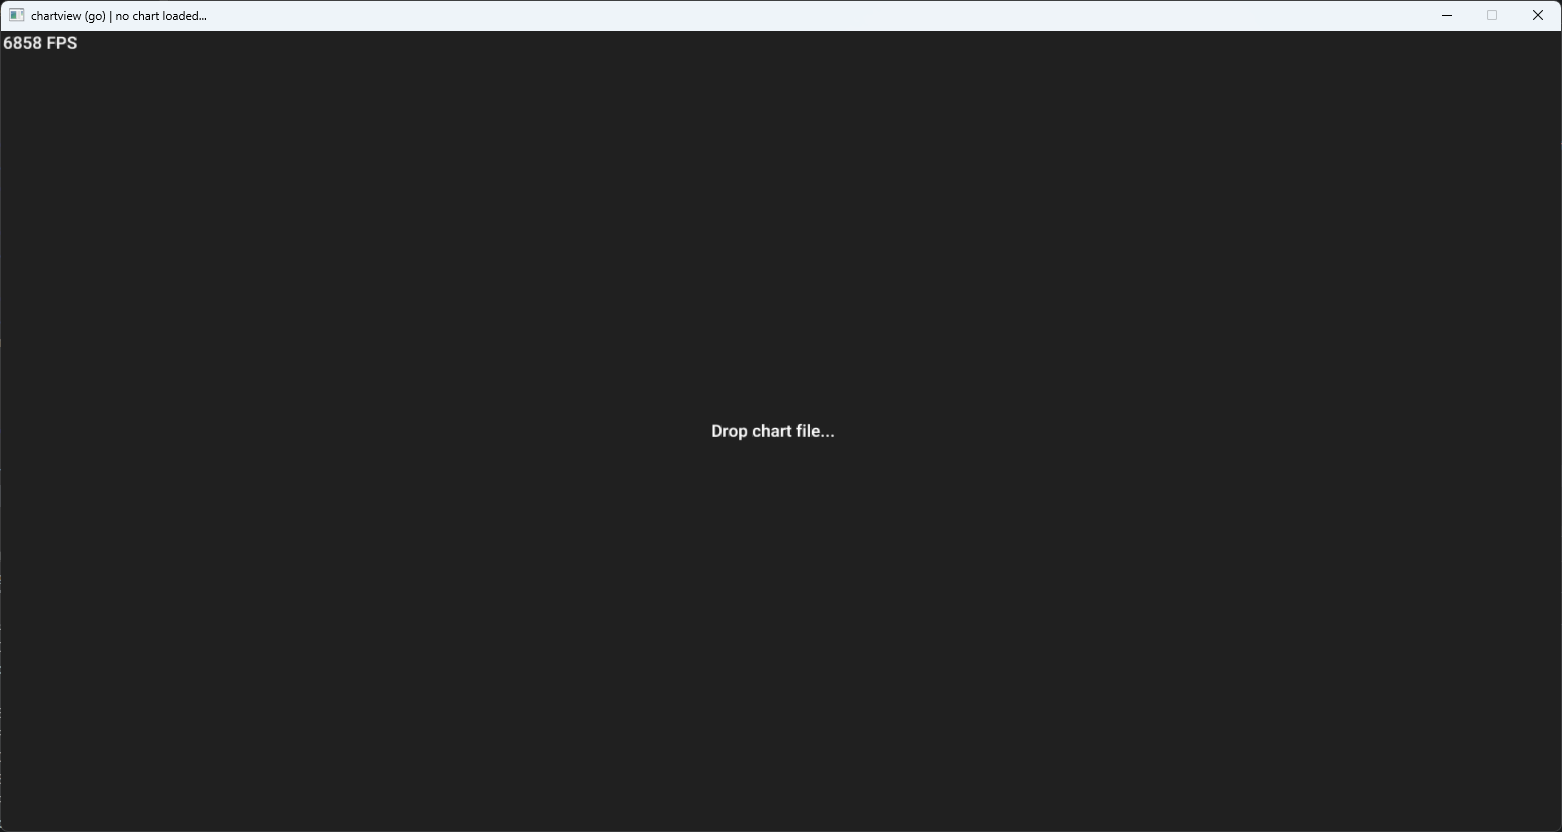 chartview (go) | no chart loaded...
6858 FPS
Drop chart file...